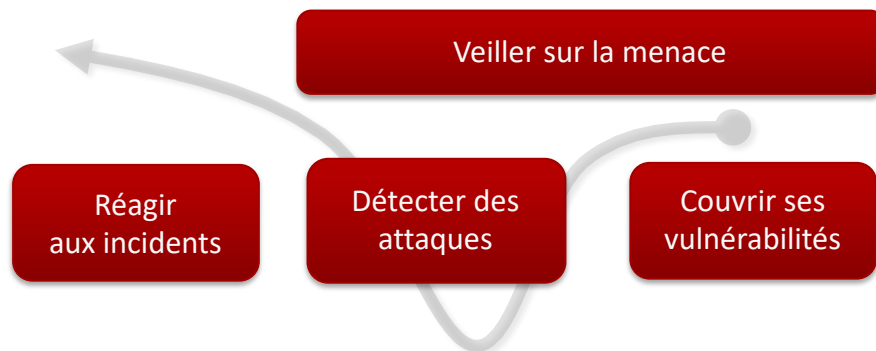 Veiller sur la menace
Réagir
aux incidents
Détecter des
attaques
Couvrir ses
vulnérabilités